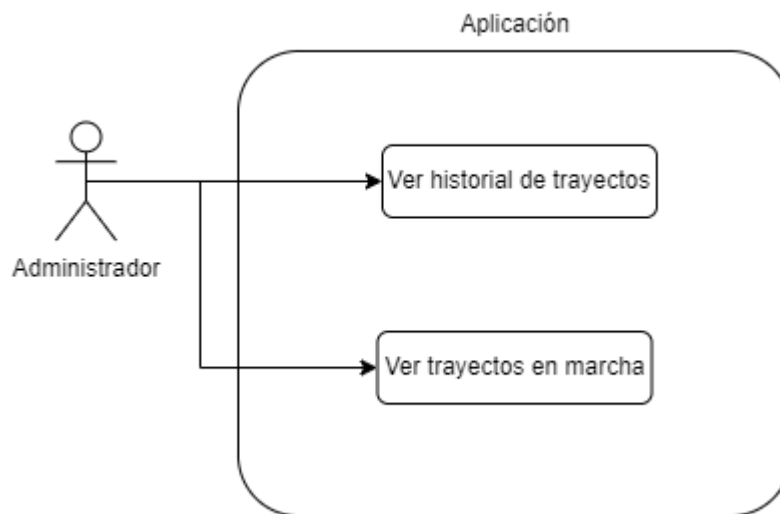 Aplicación
Ver historial de trayectos
Administrador
Ver trayectos en marcha